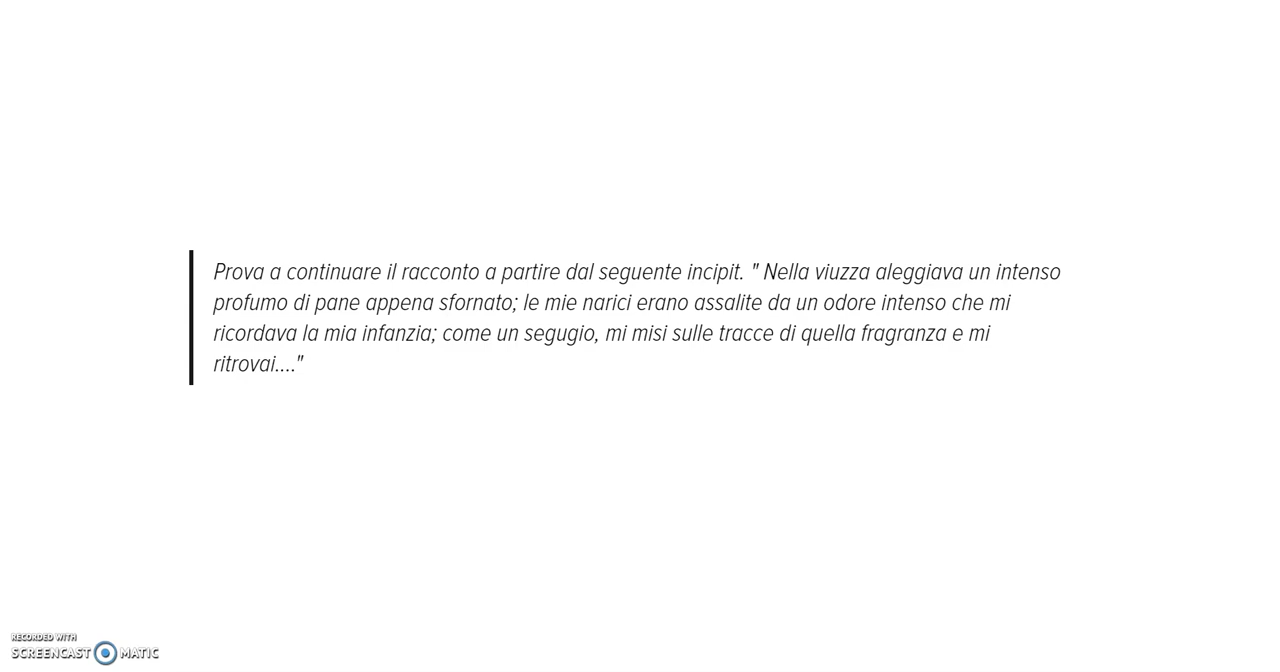 Prova a continuare il racconto a partire dal seguente incipit. " Nella viuzza aleggiava un intenso
profumo di pane appena sfornato; le mie narici erano assalite da un odore intenso che mi
ricordava la mia infanzia; come un segugio, mi misi sulle tracce di quella fragranza e mi
ritrovai...."
RECORDED WITH
SCREENCAST MATIC